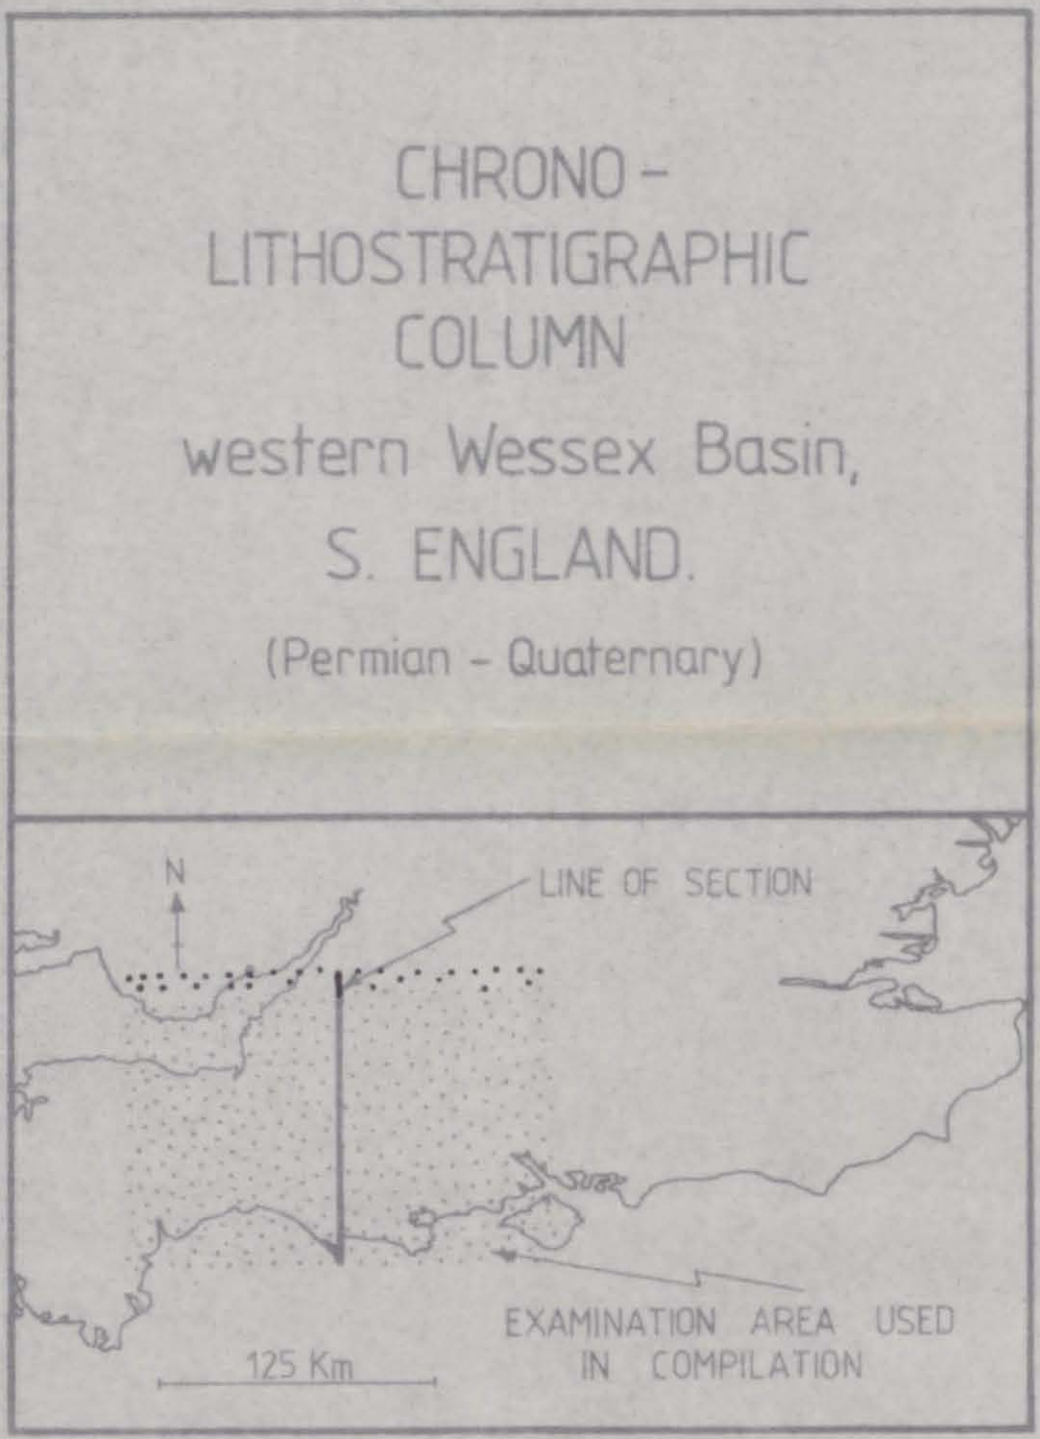 CHRONO -
LITHOSTRATIGRAPHIC
COLUMN
western Wessex Basin,
S. ENGLAND.
(Permian - Quaternary)
N
LINE OF SECTION
EXAMINATION AREA USED
IN COMPILATION
125 Km